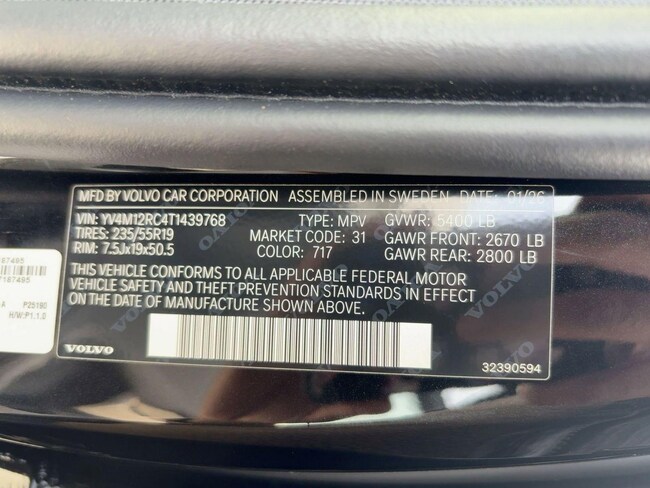 MFD BY VOLVO CAR CORPORATION ASSEMBLED IN SWEDEN DATE: 01/26
VIN: YV4M12RC4T1439768 TYPE: MPV GVWR: 5400 LB
TIRES: 235/55R19 MARKET CODE: 31 GAWR FRONT: 2670 LB
RIM: 7.5Jx19x50.5 COLOR: 717 GAWR REAR: 2800 LB
THIS VEHICLE CONFORMS TO ALL APPLICABLE FEDERAL MOTOR
VEHICLE SAFETY AND THEFT PREVENTION STANDARDS IN EFFECT ON
THE DATE OF MANUFACTURE SHOWN ABOVE.
VOLVO
32390594
187495
7187495
A P25180
H/W:P1.1.0